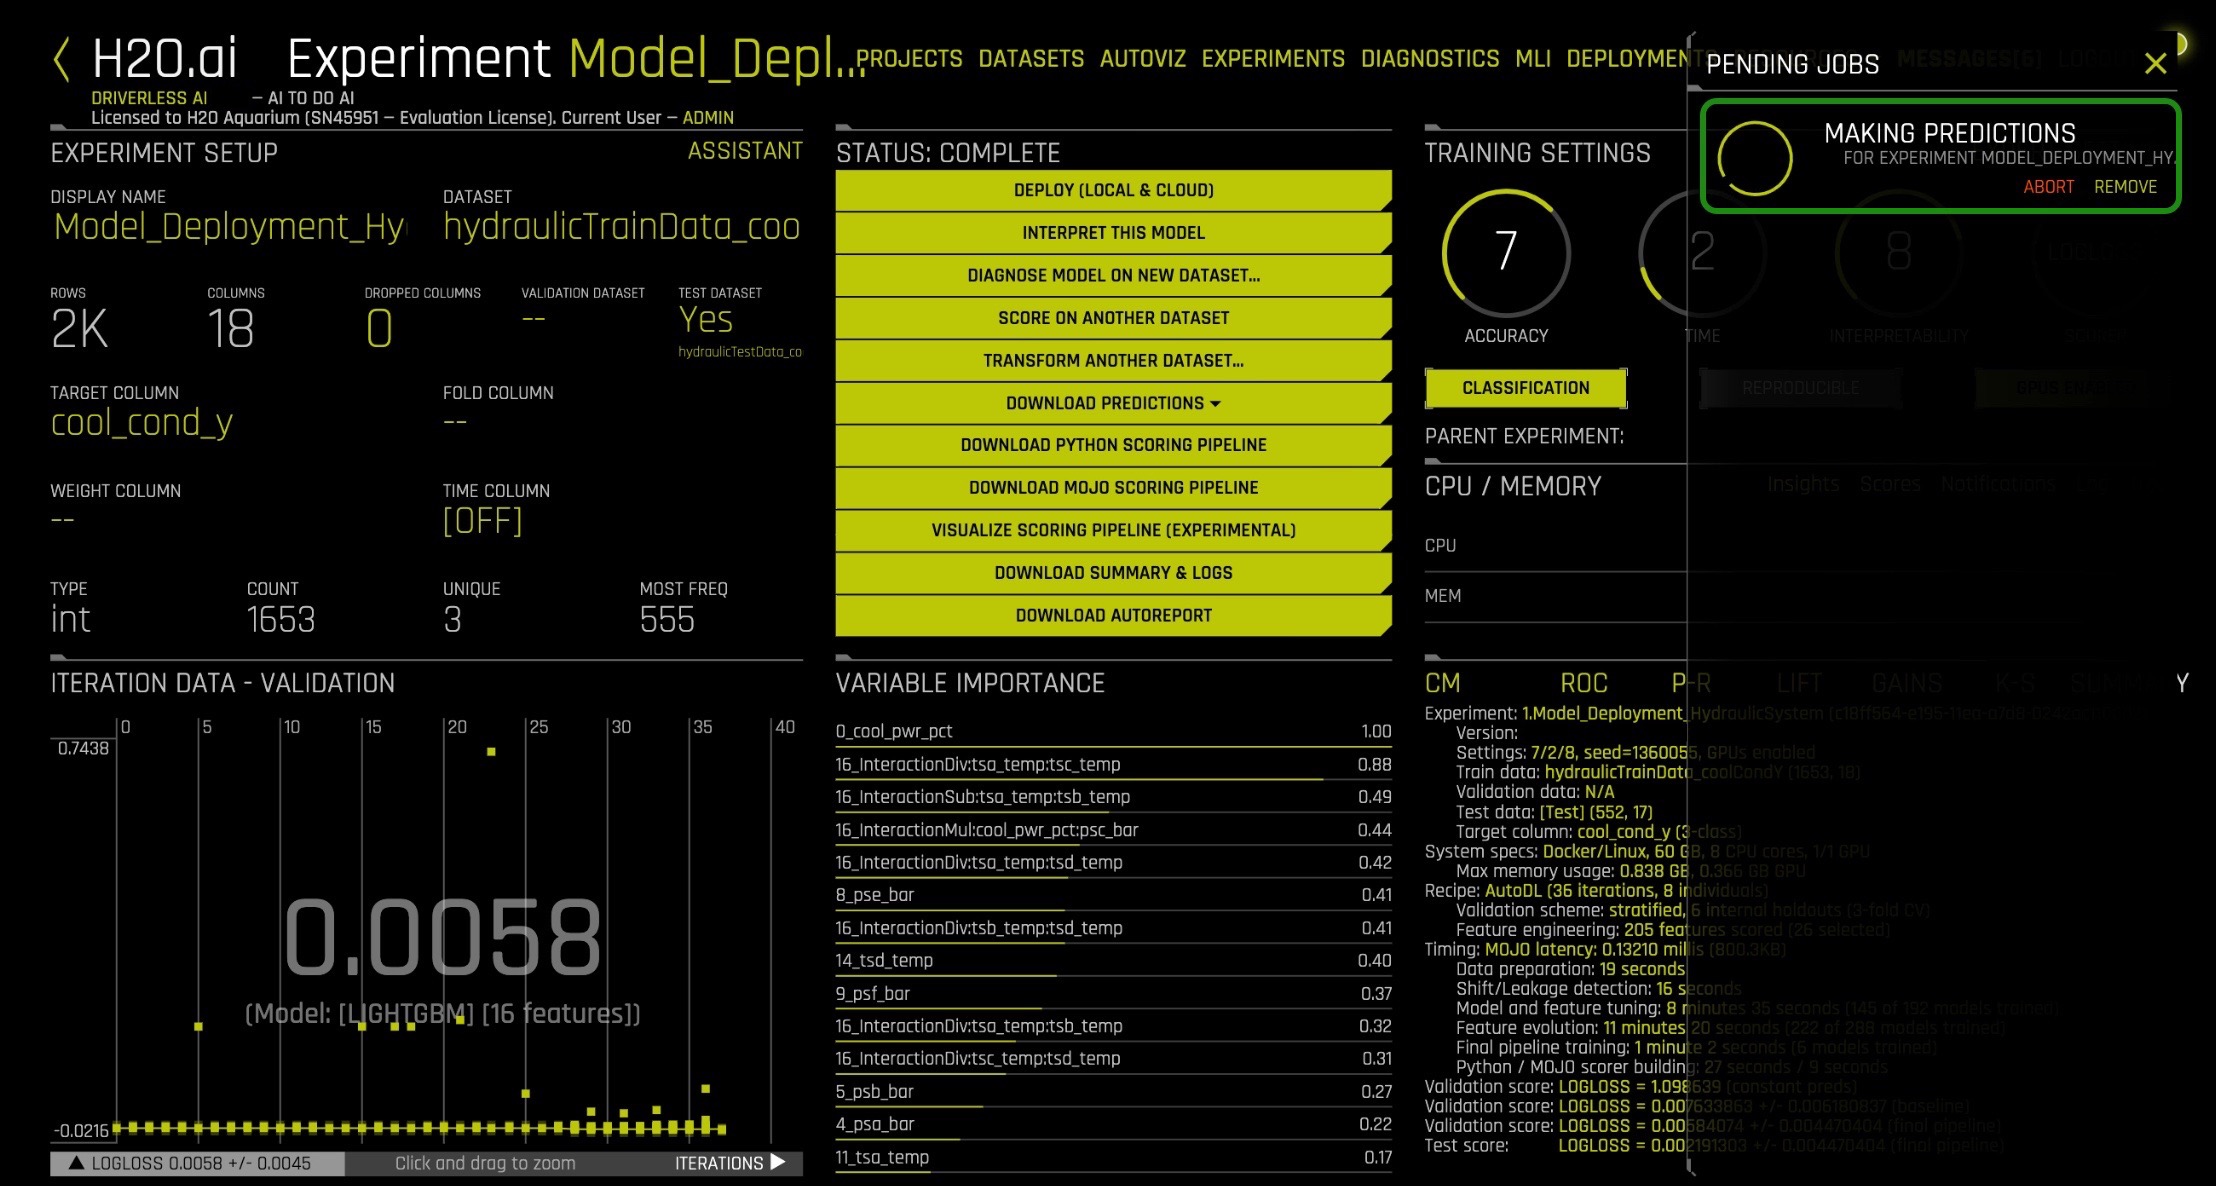 H2O.ai Experiment Model_Depl...
DRIVERLESS AI — AI TO DO AI
Licensed to H2O Aquarium (SN45951 — Evaluation License). Current User — ADMIN
PROJECTS DATASETS AUTOVIZ EXPERIMENTS DIAGNOSTICS MLI DEPLOYMENTS MESSAGES[6]
PENDING JOBS
MAKING PREDICTIONS
FOR EXPERIMENT MODEL_DEPLOYMENT_HY.
ABORT REMOVE
EXPERIMENT SETUP ASSISTANT
DISPLAY NAME DATASET
Model_Deployment_Hy hydraulicTrainData_coo
ROWS COLUMNS DROPPED COLUMNS VALIDATION DATASET TEST DATASET
2K 18 0 -- Yes
hydraulicTestData_co
TARGET COLUMN FOLD COLUMN
cool_cond_y --
WEIGHT COLUMN TIME COLUMN
-- [OFF]
TYPE COUNT UNIQUE MOST FREQ
int 1653 3 555
STATUS: COMPLETE
DEPLOY (LOCAL & CLOUD)
INTERPRET THIS MODEL
DIAGNOSE MODEL ON NEW DATASET...
SCORE ON ANOTHER DATASET
TRANSFORM ANOTHER DATASET...
DOWNLOAD PREDICTIONS
DOWNLOAD PYTHON SCORING PIPELINE
DOWNLOAD MOJO SCORING PIPELINE
VISUALIZE SCORING PIPELINE (EXPERIMENTAL)
DOWNLOAD SUMMARY & LOGS
DOWNLOAD AUTOREPORT
TRAINING SETTINGS
7 2 8
ACCURACY TIME INTERPRETABILITY
CLASSIFICATION REPRODUCIBLE
PARENT EXPERIMENT:
CPU / MEMORY Insights Scores Notifications
CPU
MEM
ITERATION DATA - VALIDATION
0 5 10 15 20 25 30 35 40
0.7438
0.0058
(Model: [LIGHTGBM] [16 features])
-0.0216
LOGLOSS 0.0058 +/- 0.0045 Click and drag to zoom ITERATIONS
VARIABLE IMPORTANCE
0_cool_pwr_pct 1.00
16_InteractionDiv:tsa_temp:tsc_temp 0.88
16_InteractionSub:tsa_temp:tsb_temp 0.49
16_InteractionMul:cool_pwr_pct:psc_bar 0.44
16_InteractionDiv:tsa_temp:tsd_temp 0.42
8_pse_bar 0.41
16_InteractionDiv:tsb_temp:tsd_temp 0.41
14_tsd_temp 0.40
9_psf_bar 0.37
16_InteractionDiv:tsa_temp:tsb_temp 0.32
16_InteractionDiv:tsc_temp:tsd_temp 0.31
5_psb_bar 0.27
4_psa_bar 0.22
11_tsa_temp 0.17
CM ROC P-R LIFT GAINS K-S SUMMARY
Experiment: 1.Model_Deployment_HydraulicSystem
Version:
Settings: 7/2/8, seed=1360055, GPUs enabled
Train data: hydraulicTrainData_coolCondY (1653, 18)
Validation data: N/A
Test data: [Test] (552, 17)
Target column: cool_cond_y (3-class)
System specs: Docker/Linux, 60 GB, 8 CPU cores, 1/1 GPU
Max memory usage: 0.838 GB, 0.366 GB GPU
Recipe: AutoDL (36 iterations, 8 individuals)
Validation scheme: stratified, 6 internal holdouts (3-fold CV)
Feature engineering: 205 features scored (26 selected)
Timing: MOJO latency: 0.13210 millis (800.3KB)
Data preparation: 19 seconds
Shift/Leakage detection: 16 seconds
Model and feature tuning: 8 minutes 35 seconds (145 of 192 models trained)
Feature evolution: 11 minutes 20 seconds (222 of 288 models trained)
Final pipeline training: 1 minute 2 seconds (6 models trained)
Python / MOJO scorer building: 27 seconds / 9 seconds
Validation score: LOGLOSS = 1.098639 (constant preds)
Validation score: LOGLOSS = 0.007633863 +/- 0.006180837 (baseline)
Validation score: LOGLOSS = 0.00584074 +/- 0.004470404 (final pipeline)
Test score: LOGLOSS = 0.002191303 +/- 0.004470404 (final pipeline)